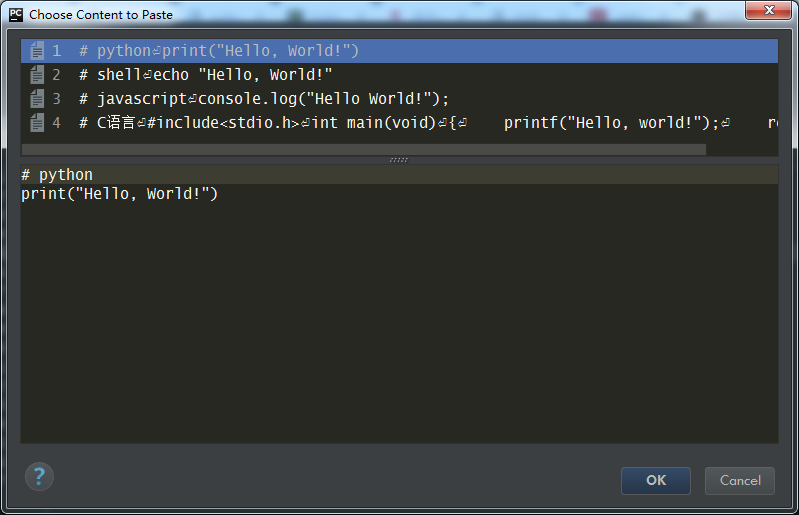 PC Choose Content to Paste
1 # python⏎print("Hello, World!")
2 # shell⏎echo "Hello, World!"
3 # javascript⏎console.log("Hello World!");
4 # C语言⏎#include<stdio.h>⏎int main(void)⏎{⏎    printf("Hello, world!");⏎    re
# python
print("Hello, World!")
? OK Cancel